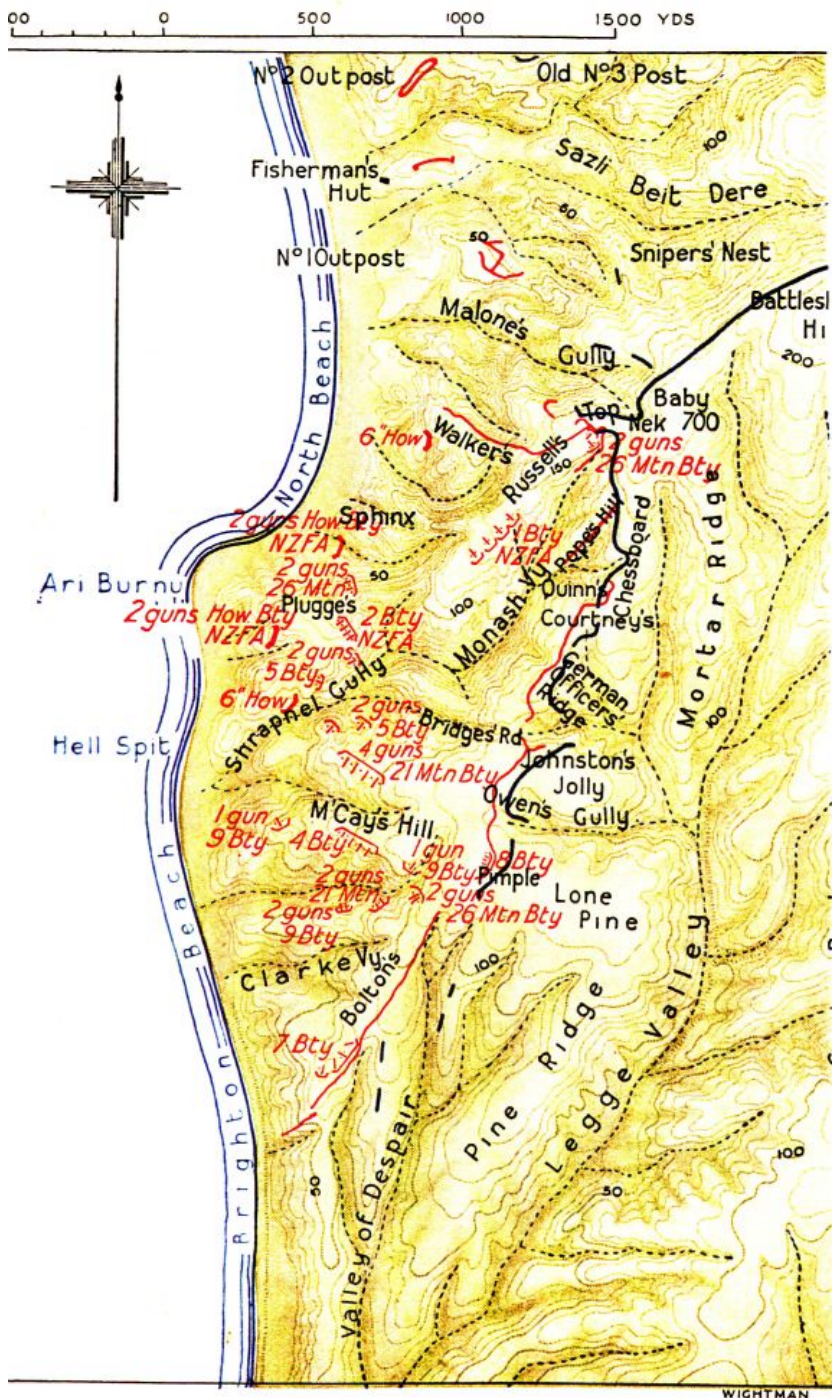 00 0 500 1000 1500 YDS
Nº2 Outpost
Old Nº3 Post
100
Sazli Beit Dere
Fisherman's
Hut
50
50
Nº1 Outpost
Snipers' Nest
Battlesh
Hi
200
Malone's Gully
Baby
700
Top
Nek
North Beach
6" How
Walker's
Russell's
150
2 guns
26 Mtn Bty
2 guns How Bty
NZFA
Sphinx
1 Bty
NZFA
Pope's Hill
Chessboard
Mortar Ridge
50
Ari Burnu
2 guns
26 Mtn
Plugge's
2 guns How Bty
NZFA
2 Bty
NZFA
100
Monash Vy
Quinn's
Courtney's
2 guns
5 Bty
6" How
Shraphel Gully
German
Officers'
Ridge
100
2 guns
5 Bty
Bridges' Rd
Hell Spit
4 guns
21 Mtn Bty
Johnston's
Jolly
Owen's
Gully
M'Cay's Hill
1 gun
9 Bty
4 Bty
1 gun
9 Bty
8 Bty
Pimple
2 guns
21 Mtn
2 guns
26 Mtn Bty
Lone
Pine
2 guns
9 Bty
Clarke Vy
Bolton's
100
Legge Valley
Pine Ridge
7 Bty
Brighton Beach
Valley of Despair
50
50
100
WIGHTMAN